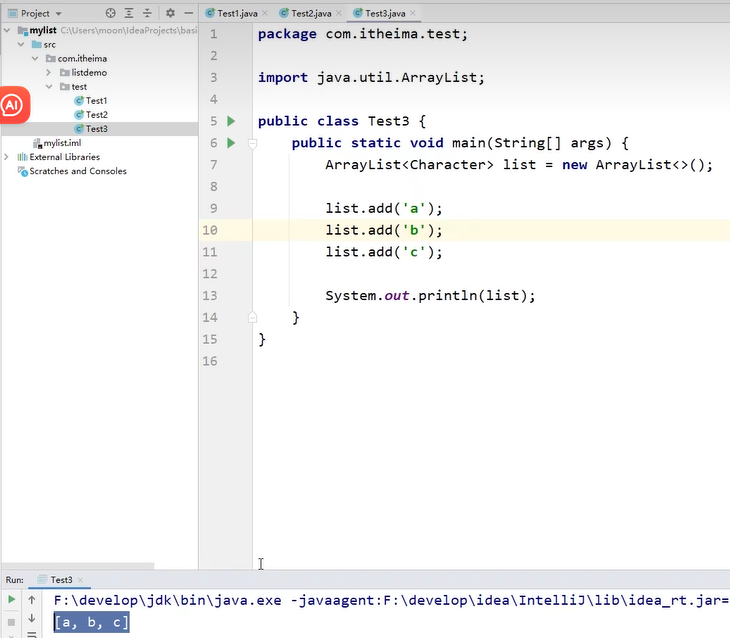 Project
mylist C:\Users\moon\IdeaProjects\basi
src
com.itheima
listdemo
test
Test1
Test2
Test3
mylist.iml
External Libraries
Scratches and Consoles
AI
Test1.java
Test2.java
Test3.java
1 package com.itheima.test;
2
3 import java.util.ArrayList;
4
5 public class Test3 {
6 public static void main(String[] args) {
7 ArrayList<Character> list = new ArrayList<>();
8
9 list.add('a');
10 list.add('b');
11 list.add('c');
12
13 System.out.println(list);
14 }
15 }
16
Run: Test3
F:\develop\jdk\bin\java.exe -javaagent:F:\develop\idea\IntelliJ\lib\idea_rt.jar=
[a, b, c]